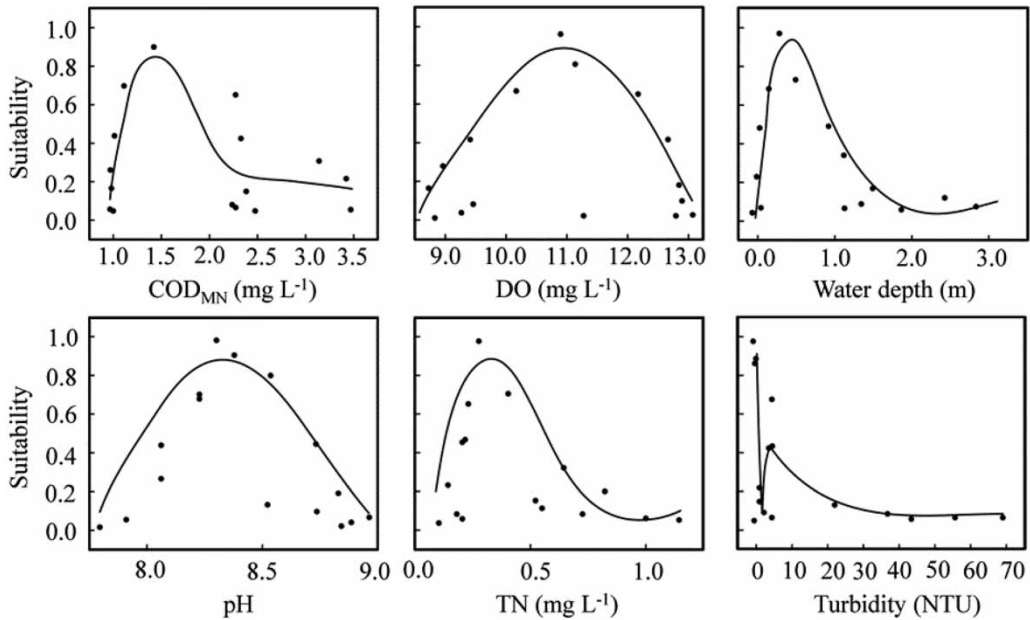 Suitability
1.0
0.8
0.6
0.4
0.2
0.0
1.0 1.5 2.0 2.5 3.0 3.5
COD_MN (mg L⁻¹)
9.0 10.0 11.0 12.0 13.0
DO (mg L⁻¹)
0.0 1.0 2.0 3.0
Water depth (m)
Suitability
1.0
0.8
0.6
0.4
0.2
0.0
8.0 8.5 9.0
pH
0.0 0.5 1.0
TN (mg L⁻¹)
0 10 20 30 40 50 60 70
Turbidity (NTU)